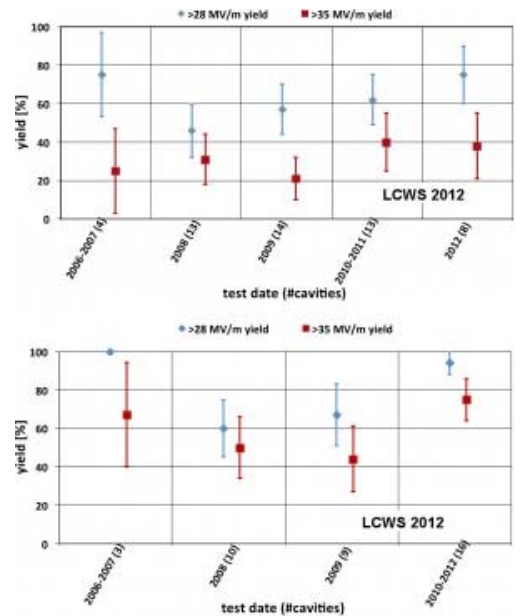 >28 MV/m yield >35 MV/m yield
100
80
60
40
20
0
yield [%]
LCWS 2012
2006-2007 (4)
2008 (13)
2009 (14)
2010-2011 (13)
2012 (8)
test date (#cavities)
>28 MV/m yield >35 MV/m yield
100
80
60
40
20
0
yield [%]
LCWS 2012
2006-2007 (3)
2008 (10)
2009 (9)
2010-2012 (16)
test date (#cavities)